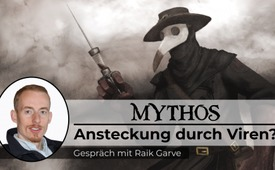 MYTHOS
Ansteckung durch Viren?
Gespräch mit Raik Garve